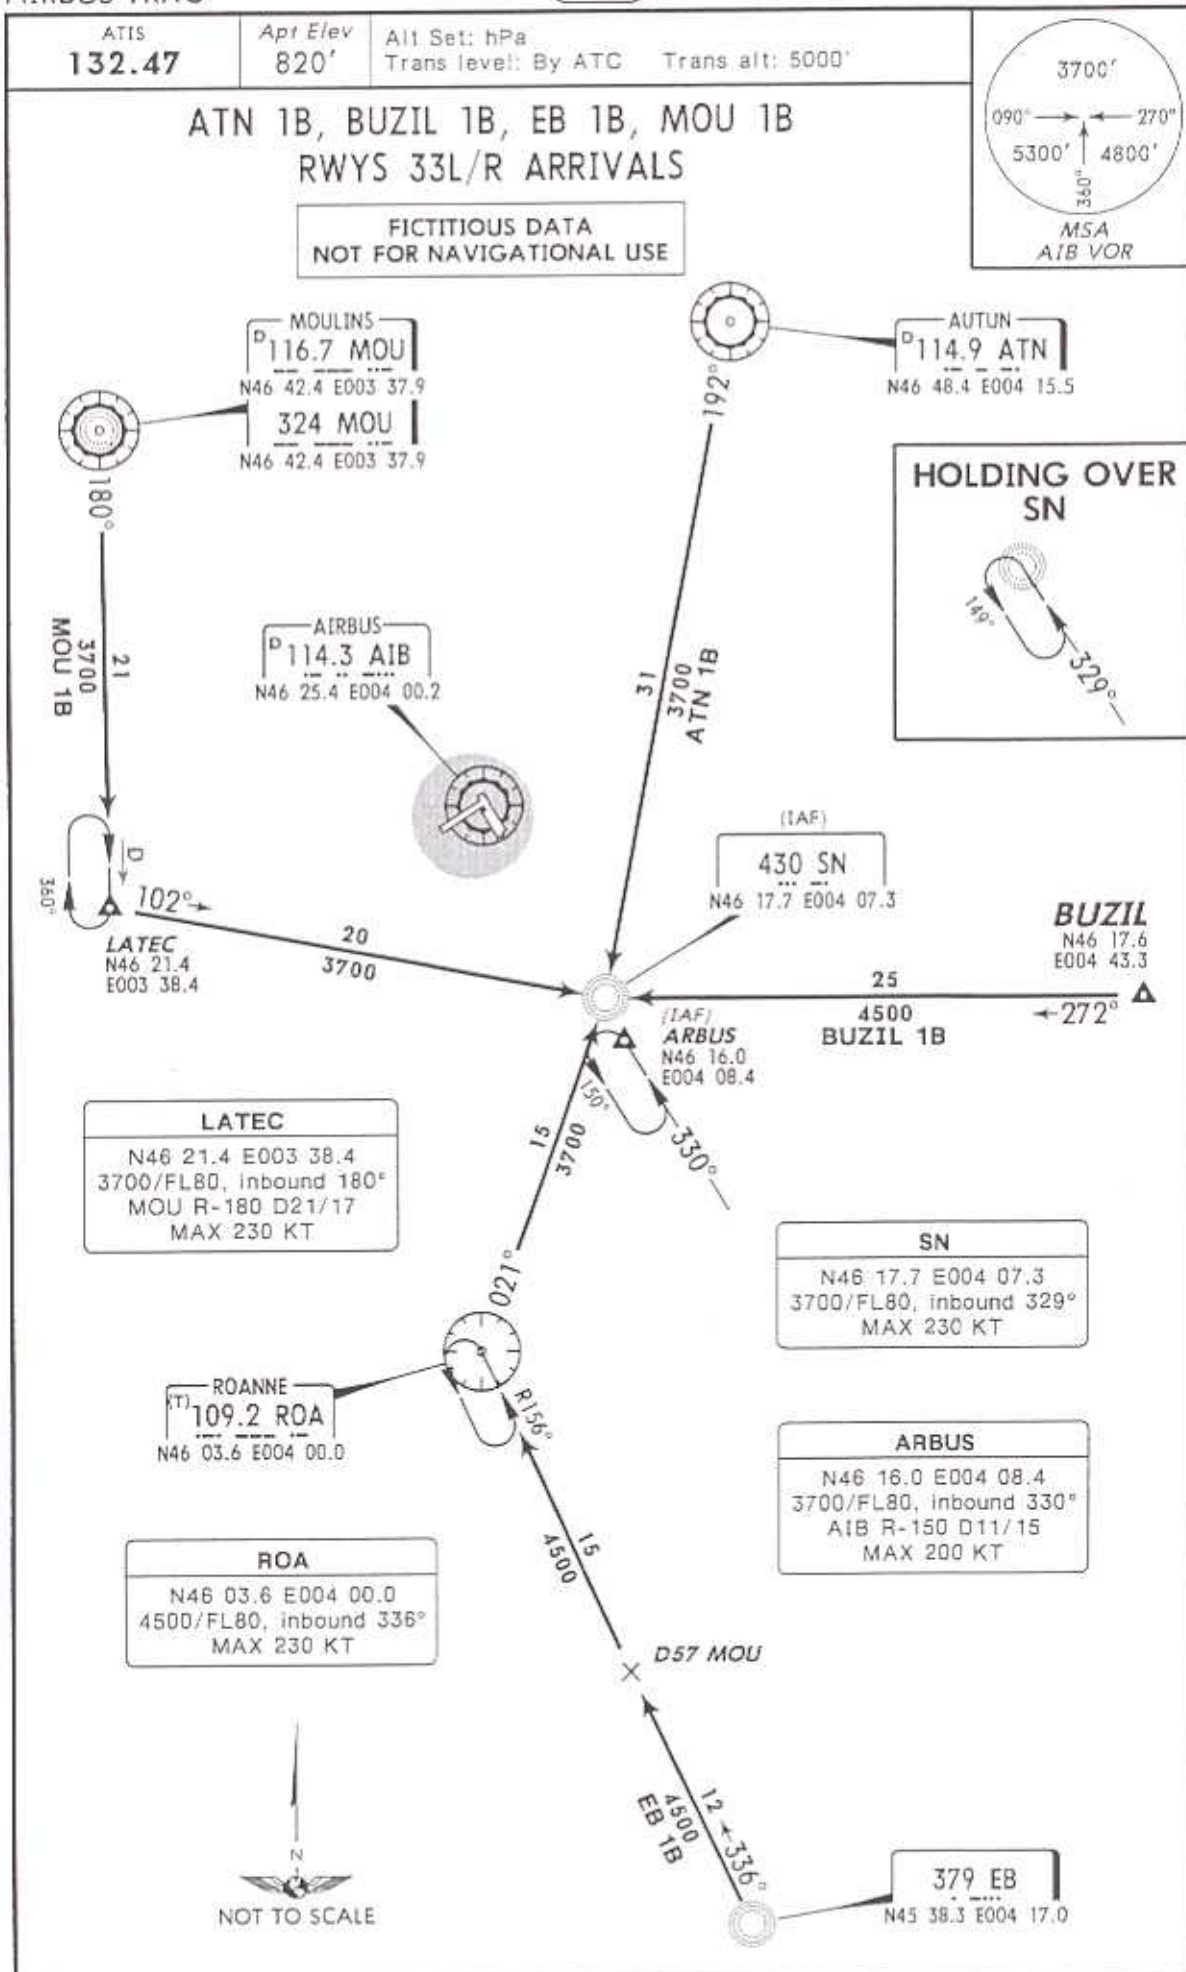 ATIS
132.47
Apt Elev
820'
Alt Set: hPa
Trans level: By ATC Trans alt: 5000'
3700'
090° 270°
5300' 4800'
360°
MSA
AIB VOR
ATN 1B, BUZIL 1B, EB 1B, MOU 1B
RWYS 33L/R ARRIVALS
FICTITIOUS DATA
NOT FOR NAVIGATIONAL USE
MOULINS
D 116.7 MOU
N46 42.4 E003 37.9
324 MOU
N46 42.4 E003 37.9
AUTUN
D 114.9 ATN
N46 48.4 E004 15.5
192°
180°
HOLDING OVER
SN
149°
329°
21
3700
MOU 1B
AIRBUS
D 114.3 AIB
N46 25.4 E004 00.2
31
3700
ATN 1B
(IAF)
430 SN
N46 17.7 E004 07.3
D
360°
102°
LATEC
N46 21.4
E003 38.4
20
3700
BUZIL
N46 17.6
E004 43.3
25
4500
BUZIL 1B
272°
(IAF)
ARBUS
N46 16.0
E004 08.4
150°
330°
15
3700
021°
LATEC
N46 21.4 E003 38.4
3700/FL80, inbound 180°
MOU R-180 D21/17
MAX 230 KT
SN
N46 17.7 E004 07.3
3700/FL80, inbound 329°
MAX 230 KT
ROANNE
(T) 109.2 ROA
N46 03.6 E004 00.0
R156°
ARBUS
N46 16.0 E004 08.4
3700/FL80, inbound 330°
AIB R-150 D11/15
MAX 200 KT
15
4500
ROA
N46 03.6 E004 00.0
4500/FL80, inbound 336°
MAX 230 KT
D57 MOU
12
4500
EB 1B
336°
N
NOT TO SCALE
379 EB
N45 38.3 E004 17.0